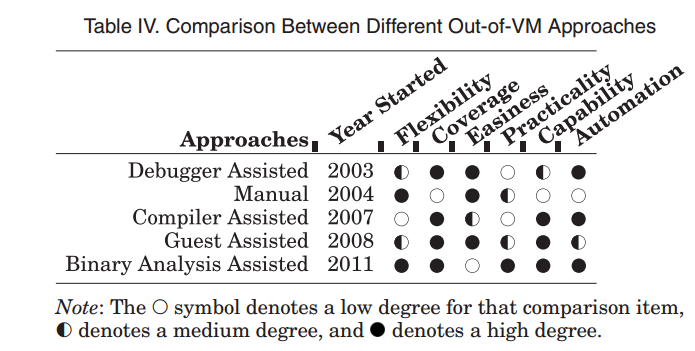 Table IV. Comparison Between Different Out-of-VM Approaches
Approaches Year Started Flexibility Coverage Easiness Practicality Capability Automation
Debugger Assisted 2003 ◐ ● ● ○ ◐ ●
Manual 2004 ● ○ ● ◐ ○ ○
Compiler Assisted 2007 ○ ● ◐ ○ ● ●
Guest Assisted 2008 ◐ ● ● ◐ ● ◐
Binary Analysis Assisted 2011 ● ● ○ ● ● ●
Note: The ○ symbol denotes a low degree for that comparison item,
◐ denotes a medium degree, and ● denotes a high degree.